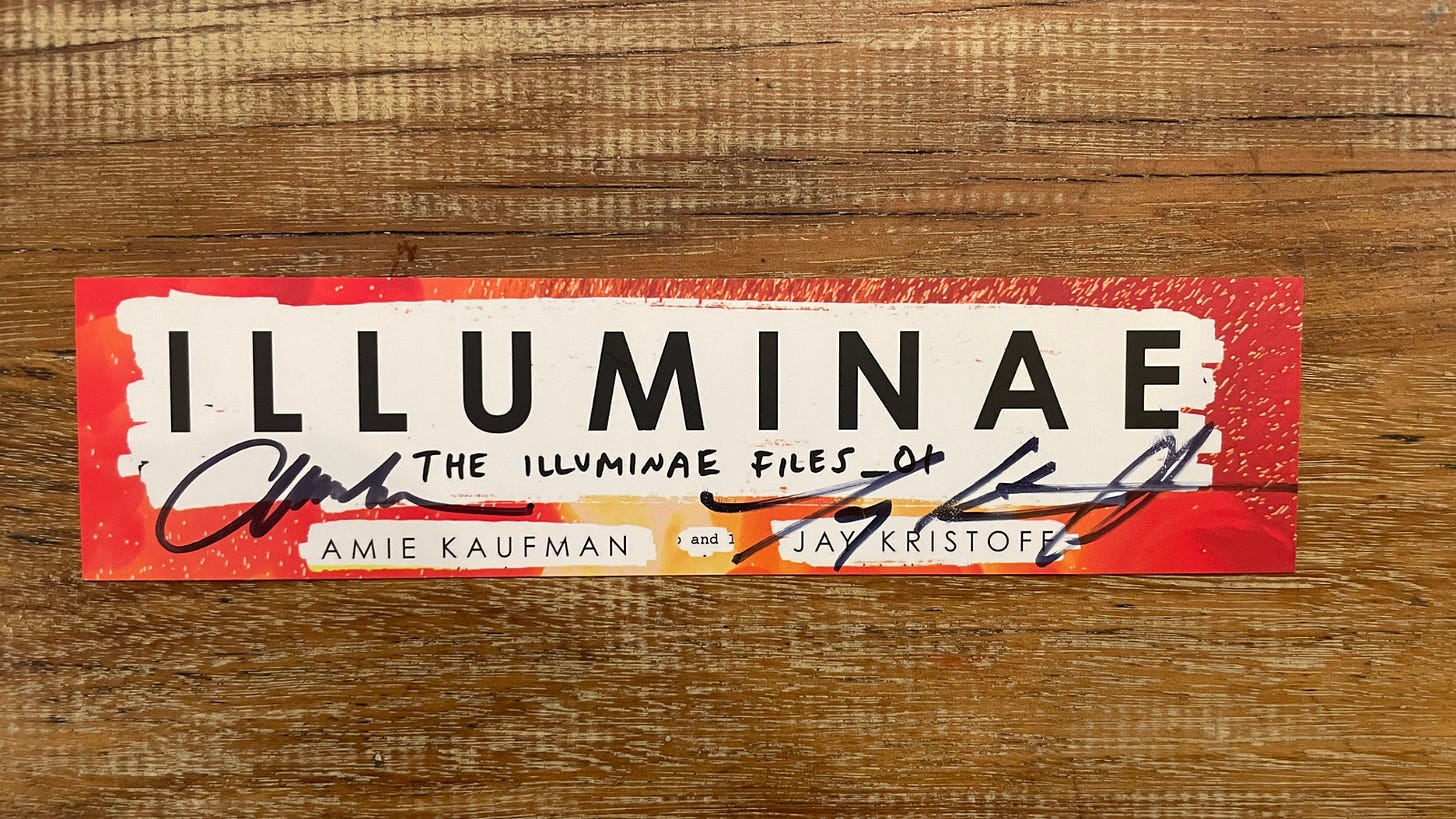 ILLUMINAE
THE ILLUMINAE FILES_01
AMIE KAUFMAN and JAY KRISTOFF